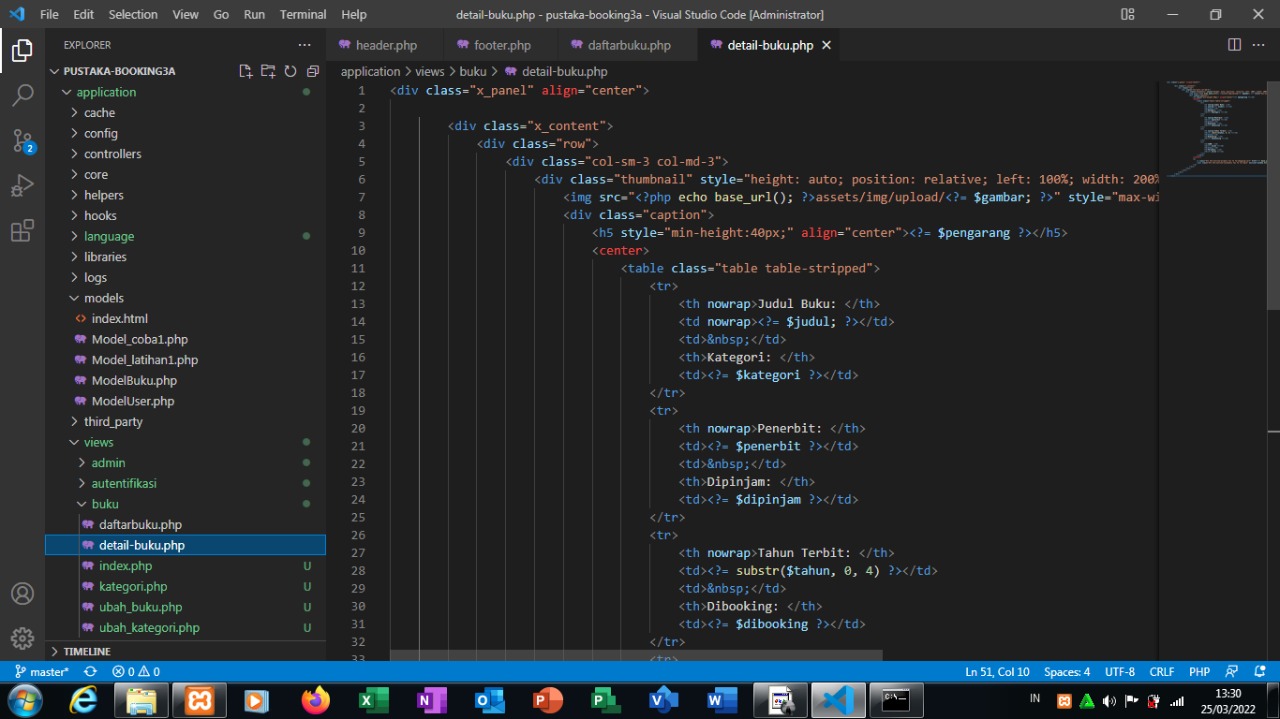 File Edit Selection View Go Run Terminal Help detail-buku.php - pustaka-booking3a - Visual Studio Code [Administrator]
EXPLORER
PUSTAKA-BOOKING3A
application
cache
config
controllers
core
helpers
hooks
language
libraries
logs
models
index.html
Model_coba1.php
Model_latihan1.php
ModelBuku.php
ModelUser.php
third_party
views
admin
autentifikasi
buku
daftarbuku.php
detail-buku.php
index.php U
kategori.php U
ubah_buku.php U
ubah_kategori.php U
TIMELINE
header.php footer.php daftarbuku.php detail-buku.php
application > views > buku > detail-buku.php
1 <div class="x_panel" align="center">
2
3 <div class="x_content">
4 <div class="row">
5 <div class="col-sm-3 col-md-3">
6 <div class="thumbnail" style="height: auto; position: relative; left: 100%; width: 200%
7 <img src="<?php echo base_url(); ?>assets/img/upload/<?= $gambar; ?>" style="max-wi
8 <div class="caption">
9 <h5 style="min-height:40px;" align="center"><?= $pengarang ?></h5>
10 <center>
11 <table class="table table-stripped">
12 <tr>
13 <th nowrap>Judul Buku: </th>
14 <td nowrap><?= $judul; ?></td>
15 <td>&nbsp;</td>
16 <th>Kategori: </th>
17 <td><?= $kategori ?></td>
18 </tr>
19 <tr>
20 <th nowrap>Penerbit: </th>
21 <td><?= $penerbit ?></td>
22 <td>&nbsp;</td>
23 <th>Dipinjam: </th>
24 <td><?= $dipinjam ?></td>
25 </tr>
26 <tr>
27 <th nowrap>Tahun Terbit: </th>
28 <td><?= substr($tahun, 0, 4) ?></td>
29 <td>&nbsp;</td>
30 <th>Dibooking: </th>
31 <td><?= $dibooking ?></td>
32 </tr>
33 <tr>
2
master* 0 0 Ln 51, Col 10 Spaces: 4 UTF-8 CRLF PHP
IN 13:30
25/03/2022